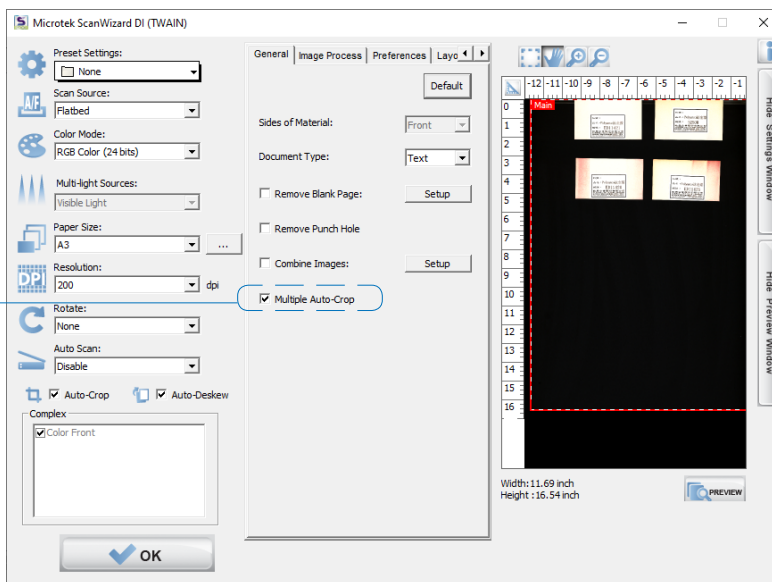 Microtek ScanWizard DI (TWAIN)
Preset Settings:
None
Scan Source:
A/F
Flatbed
Color Mode:
RGB Color (24 bits)
Multi-light Sources:
Visible Light
Paper Size:
A3
...
Resolution:
DPI
200
dpi
Rotate:
None
Auto Scan:
Disable
Auto-Crop
Auto-Deskew
Complex
Color Front
OK
General
Image Process
Preferences
Layo
Default
Sides of Material:
Front
Document Type:
Text
Remove Blank Page:
Setup
Remove Punch Hole
Combine Images:
Setup
Multiple Auto-Crop
-12 -11 -10 -9 -8 -7 -6 -5 -4 -3 -2 -1
Main
0
1
2
3
4
5
6
7
8
9
10
11
12
13
14
15
16
Width:11.69 inch
Height :16.54 inch
PREVIEW
Hide Settings Window
Hide Preview Window